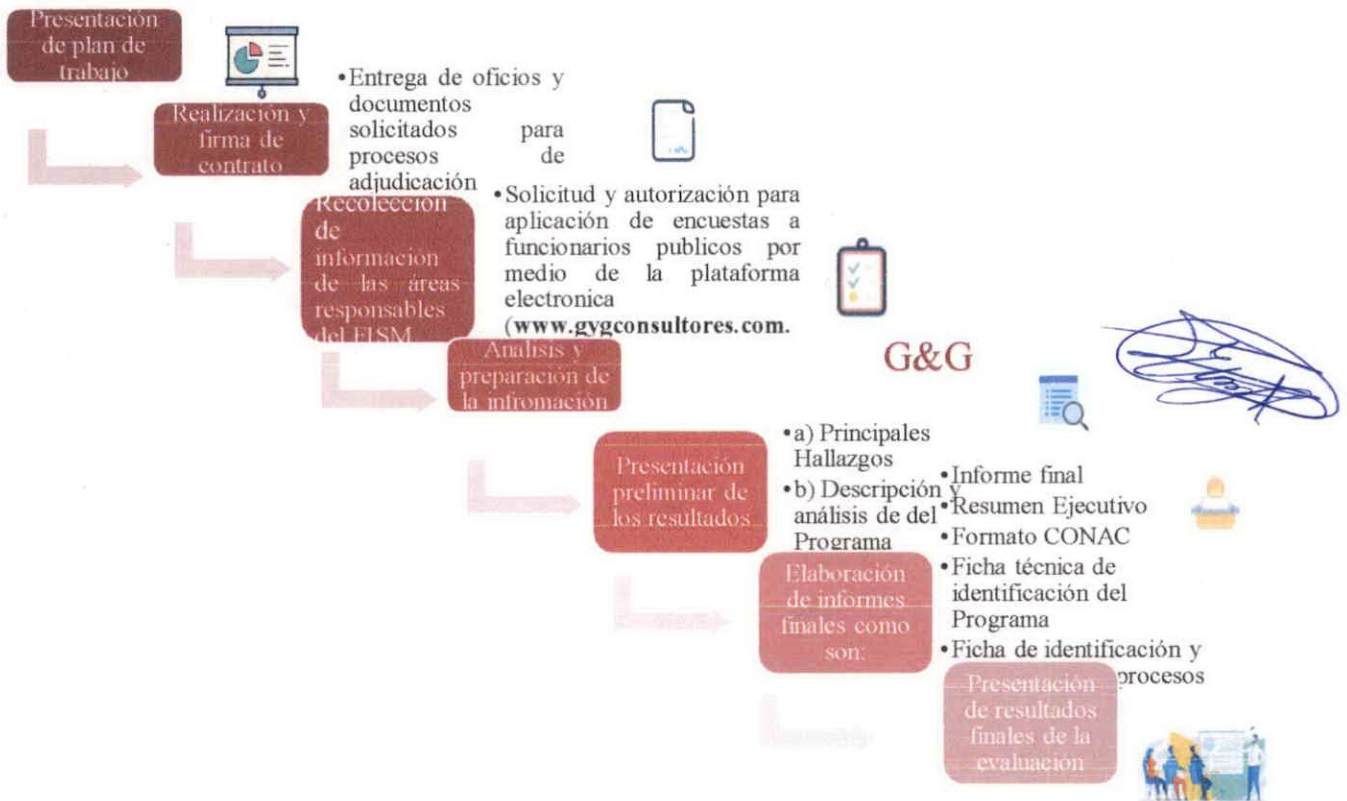 Presentación
de plan de
trabajo
Realización y
firma de
contrato
•Entrega de oficios y
documentos
solicitados para
procesos de
adjudicación
Recolección
de
información
de las áreas
responsables
del FISM
•Solicitud y autorización para
aplicación de encuestas a
funcionarios publicos por
medio de la plataforma
electronica
(www.gygconsultores.com.
Analisis y
preparación de
la infromación
G&G
Presentación
preliminar de
los resultados
•a) Principales
Hallazgos
•b) Descripción y
análisis de del
Programa
Elaboración
de informes
finales como
son:
•Informe final
•Resumen Ejecutivo
•Formato CONAC
•Ficha técnica de
identificación del
Programa
•Ficha de identificación y
procesos
Presentación
de resultados
finales de la
evaluación